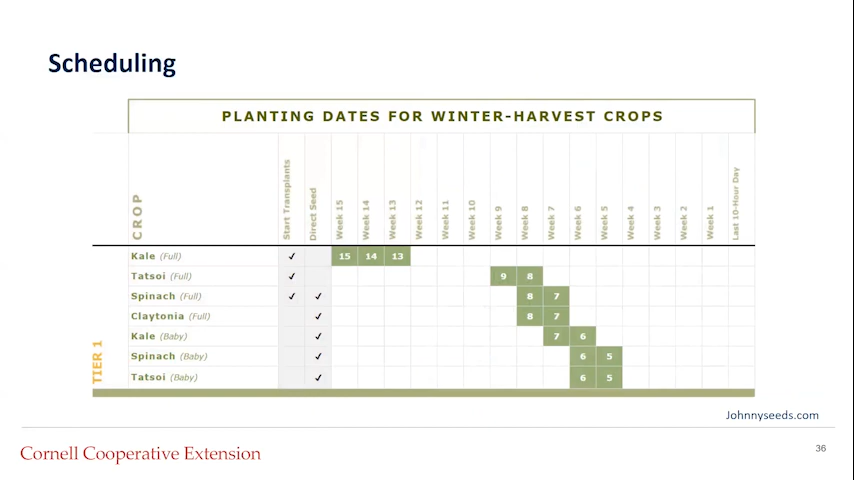 Scheduling
PLANTING DATES FOR WINTER-HARVEST CROPS
CROP Start Transplants Direct Seed Week 15 Week 14 Week 13 Week 12 Week 11 Week 10 Week 9 Week 8 Week 7 Week 6 Week 5 Week 4 Week 3 Week 2 Week 1 Last 10-Hour Day
TIER 1
Kale (Full) ✓ 15 14 13
Tatsoi (Full) ✓ 9 8
Spinach (Full) ✓ ✓ 8 7
Claytonia (Full) ✓ 8 7
Kale (Baby) ✓ 7 6
Spinach (Baby) ✓ 6 5
Tatsoi (Baby) ✓ 6 5
Johnnyseeds.com
Cornell Cooperative Extension
36